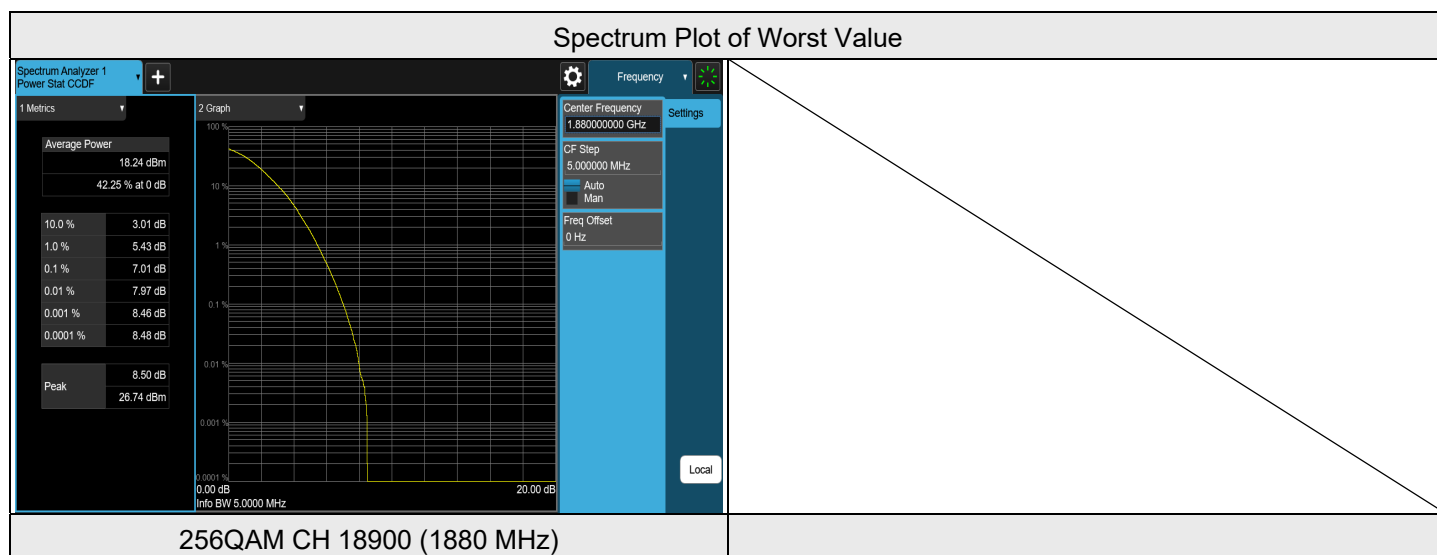 Spectrum Plot of Worst Value
Spectrum Analyzer 1
Power Stat CCDF
+
Frequency
1 Metrics
2 Graph
Average Power
18.24 dBm
42.25 % at 0 dB
10.0 % 3.01 dB
1.0 % 5.43 dB
0.1 % 7.01 dB
0.01 % 7.97 dB
0.001 % 8.46 dB
0.0001 % 8.48 dB
Peak
8.50 dB
26.74 dBm
100 %
10 %
1 %
0.1 %
0.01 %
0.001 %
0.0001 %
0.00 dB 20.00 dB
Info BW 5.0000 MHz
Center Frequency
1.880000000 GHz
CF Step
5.000000 MHz
Auto
Man
Freq Offset
0 Hz
Settings
Local
256QAM CH 18900 (1880 MHz)